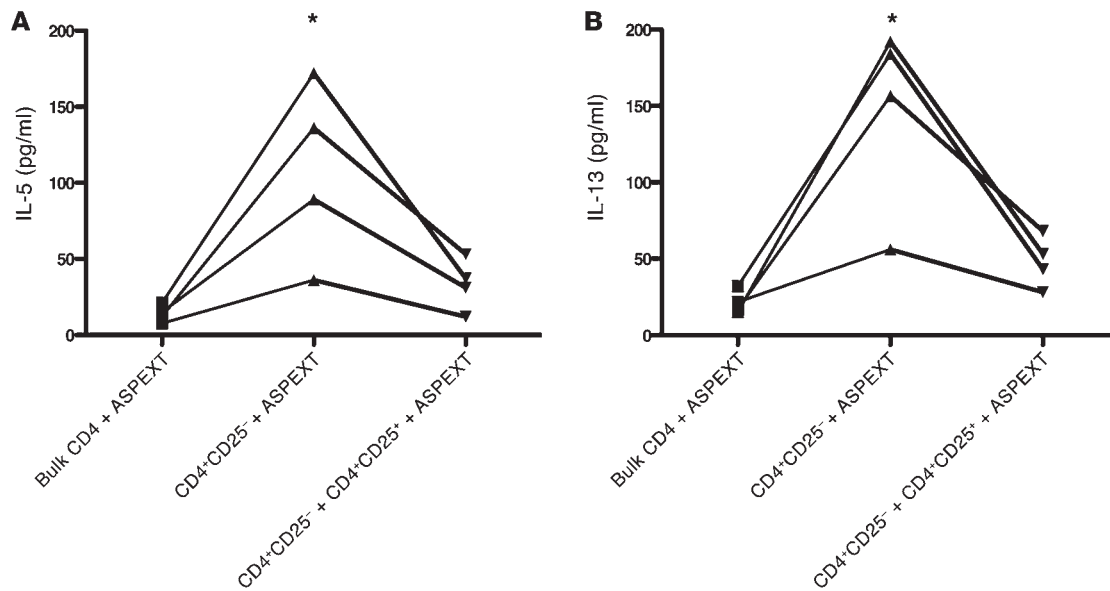 A
*
200
150
100
50
0
IL-5 (pg/ml)
Bulk CD4 + ASPEXT
CD4⁺CD25⁻ + ASPEXT
CD4⁺CD25⁻ + CD4⁺CD25⁺ + ASPEXT
B
*
200
150
100
50
0
IL-13 (pg/ml)
Bulk CD4 + ASPEXT
CD4⁺CD25⁻ + ASPEXT
CD4⁺CD25⁻ + CD4⁺CD25⁺ + ASPEXT